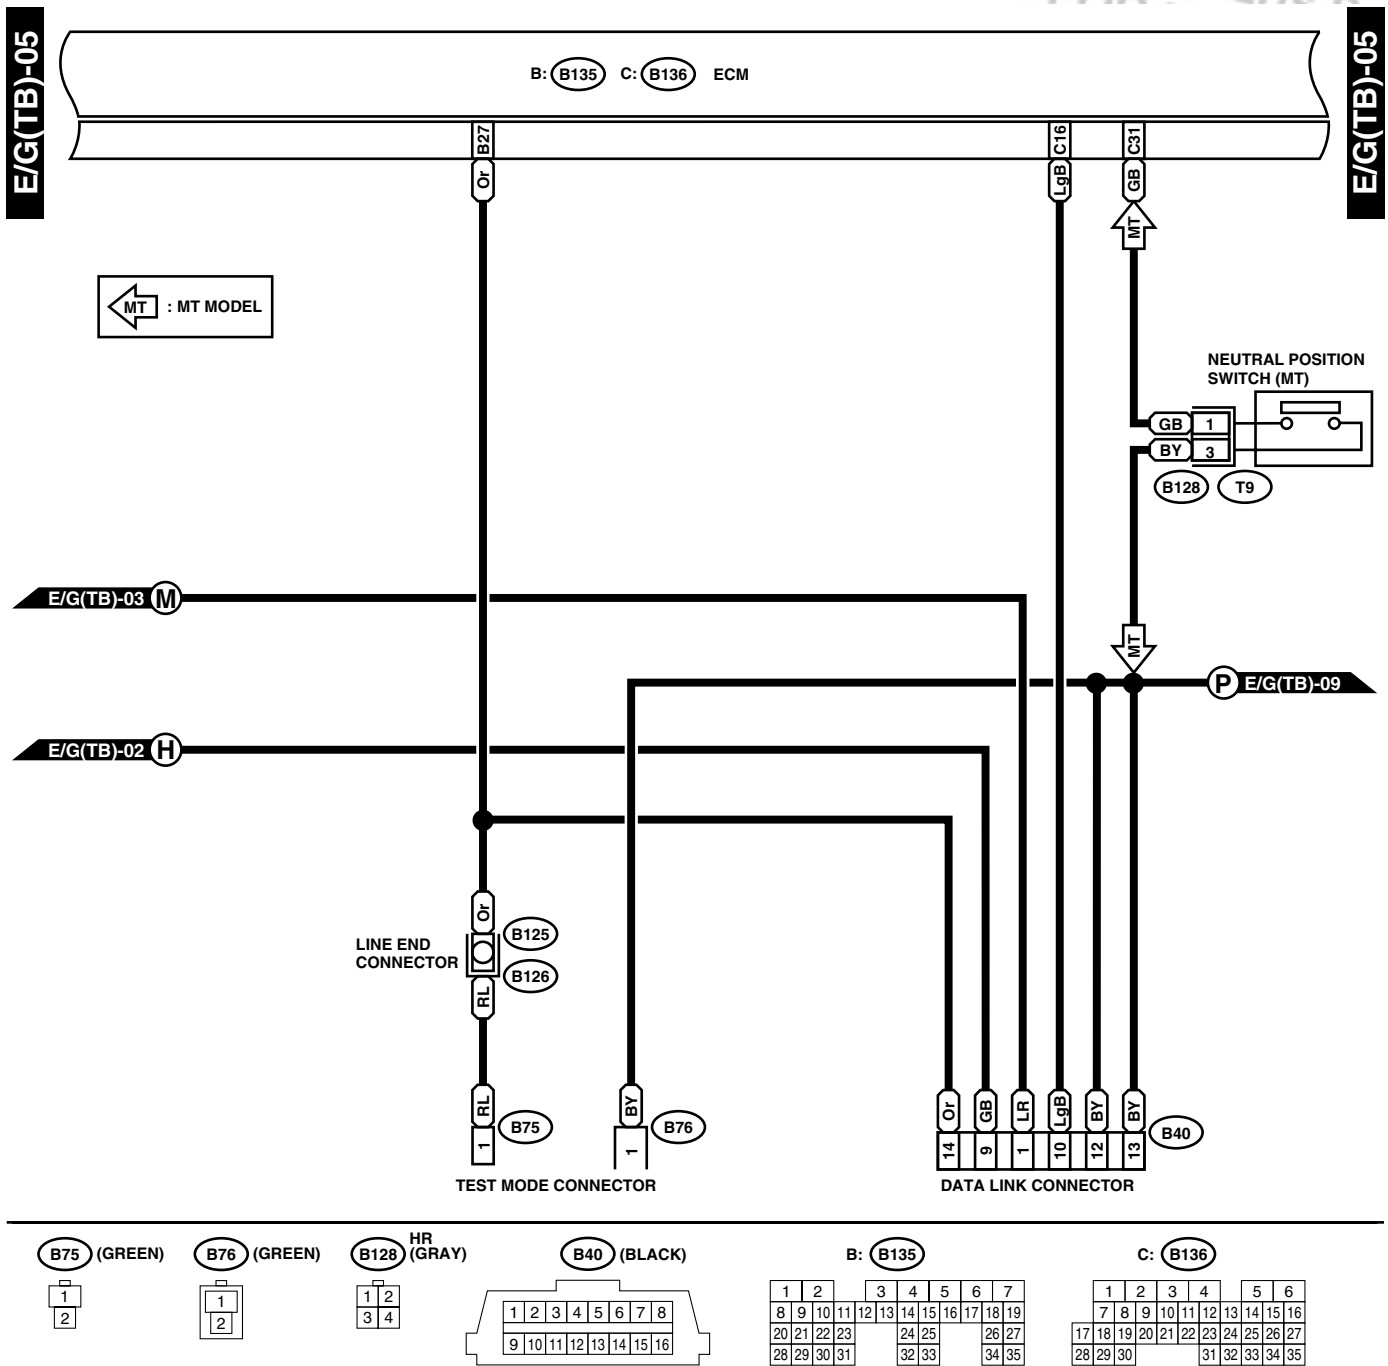 E/G(TB)-05
E/G(TB)-05
B: B135 C: B136 ECM
B27
C16
C31
Or
LgB
GB
MT
MT : MT MODEL
NEUTRAL POSITION
SWITCH (MT)
GB 1
BY 3
B128 T9
E/G(TB)-03 M
MT
P E/G(TB)-09
E/G(TB)-02 H
Or
B125
LINE END
CONNECTOR
B126
RL
RL
BY
Or
GB
LR
LgB
BY
BY
1
B75
1
B76
14
9
1
10
12
13
B40
TEST MODE CONNECTOR
DATA LINK CONNECTOR
B75 (GREEN)
B76 (GREEN)
B128 HR
(GRAY)
B40 (BLACK)
B: B135
C: B136
1
2
1
2
1 2
3 4
1 2 3 4 5 6 7 8
9 10 11 12 13 14 15 16
1 2 3 4 5 6 7
8 9 10 11 12 13 14 15 16 17 18 19
20 21 22 23 24 25 26 27
28 29 30 31 32 33 34 35
1 2 3 4 5 6
7 8 9 10 11 12 13 14 15 16
17 18 19 20 21 22 23 24 25 26 27
28 29 30 31 32 33 34 35